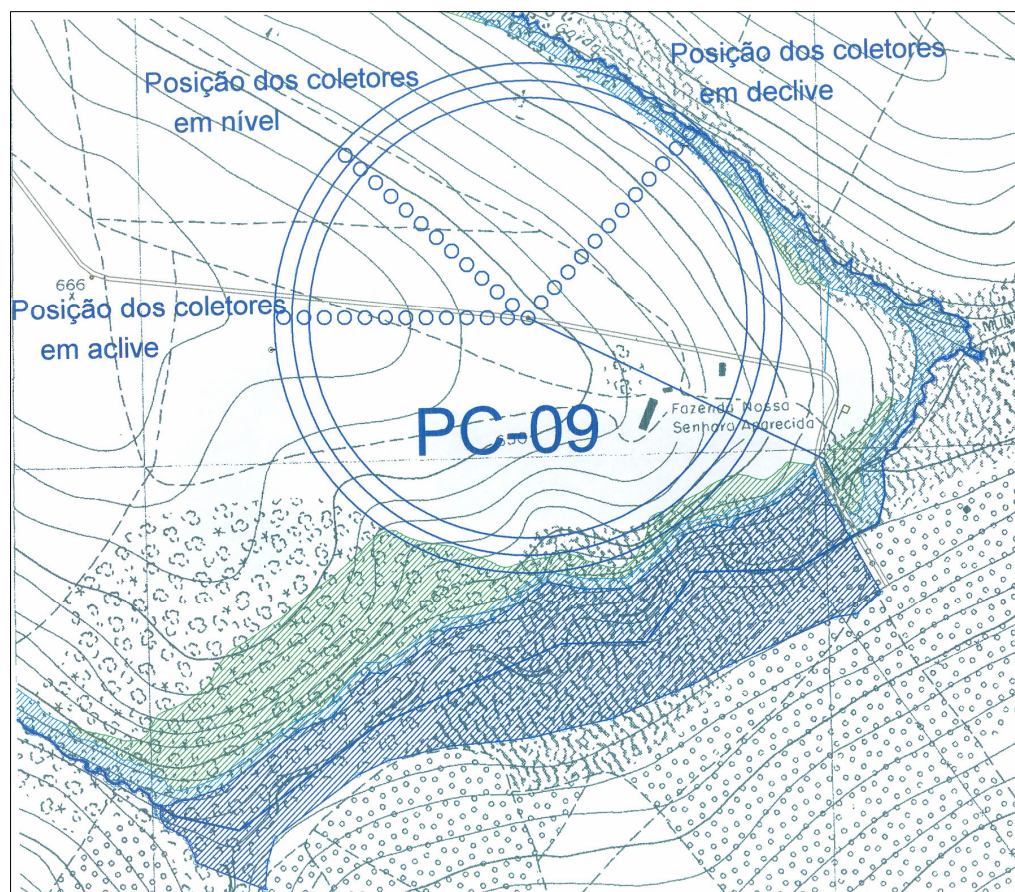 Posição dos coletores
em declive
Posição dos coletores
em nível
666
x
Posição dos coletores
em aclive
Fazenda Nossa
Senhora Aparecida
PC-09
650